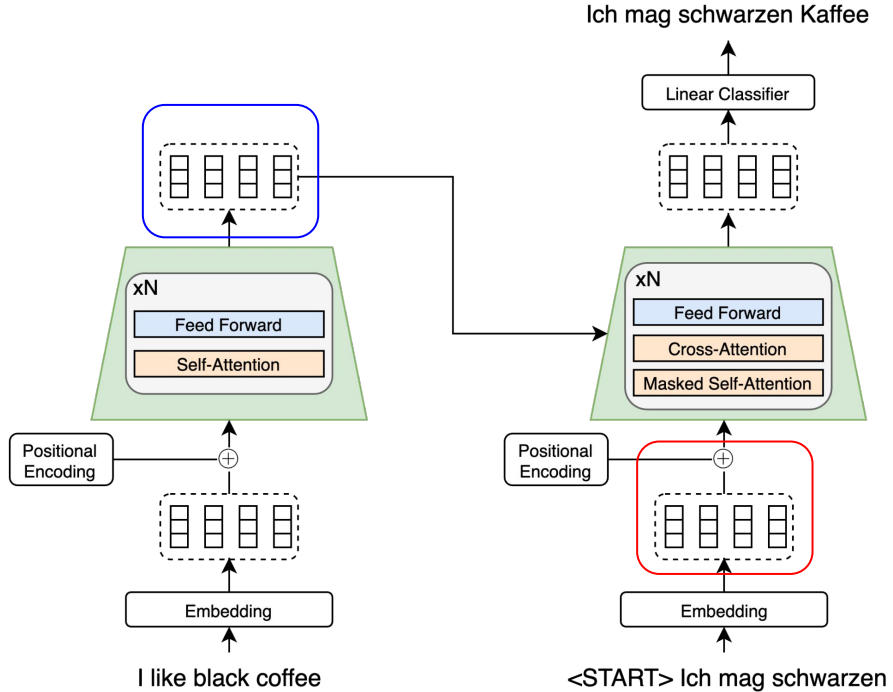 Ich mag schwarzen Kaffee
Linear Classifier
xN
Feed Forward
Self-Attention
Positional
Encoding
Embedding
I like black coffee
xN
Feed Forward
Cross-Attention
Masked Self-Attention
Positional
Encoding
Embedding
<START> Ich mag schwarzen